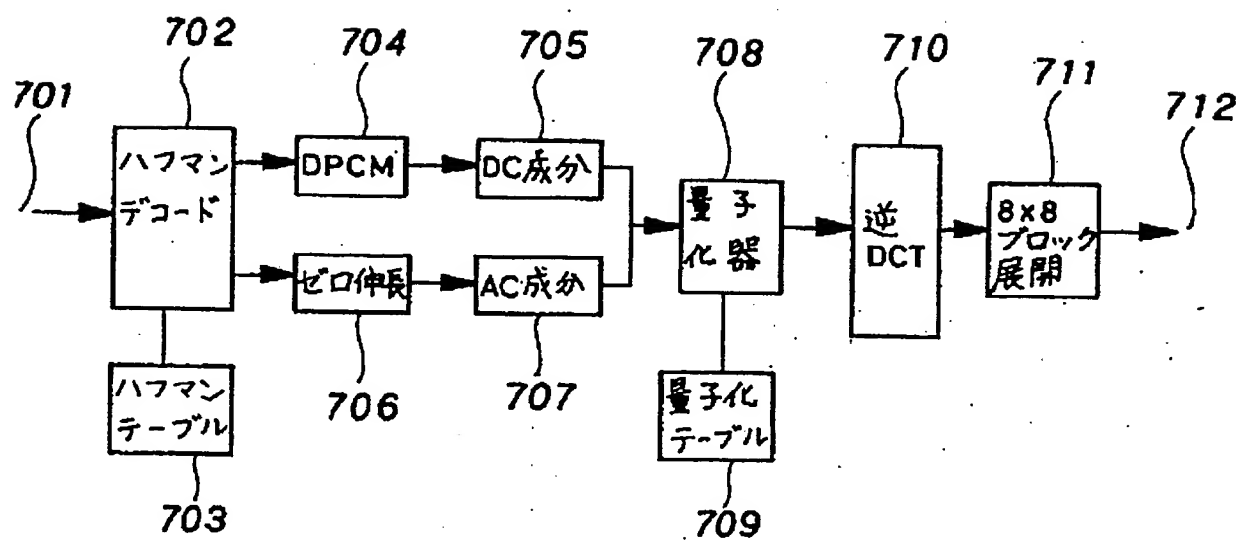 701
702
ハフマン
デコード
703
ハフマン
テーブル
704
DPCM
705
DC成分
706
ゼロ伸長
707
AC成分
708
量子
化器
709
量子化
テーブル
710
逆
DCT
711
8×8
ブロック
展開
712